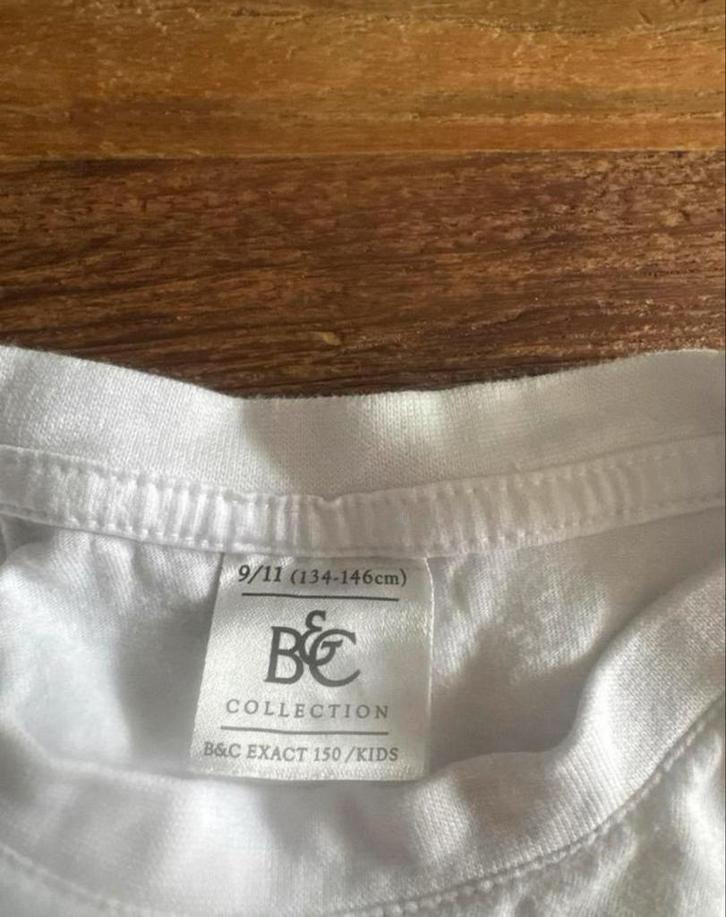 9/11 (134-146cm)
B&C
COLLECTION
B&C EXACT 150/KIDS